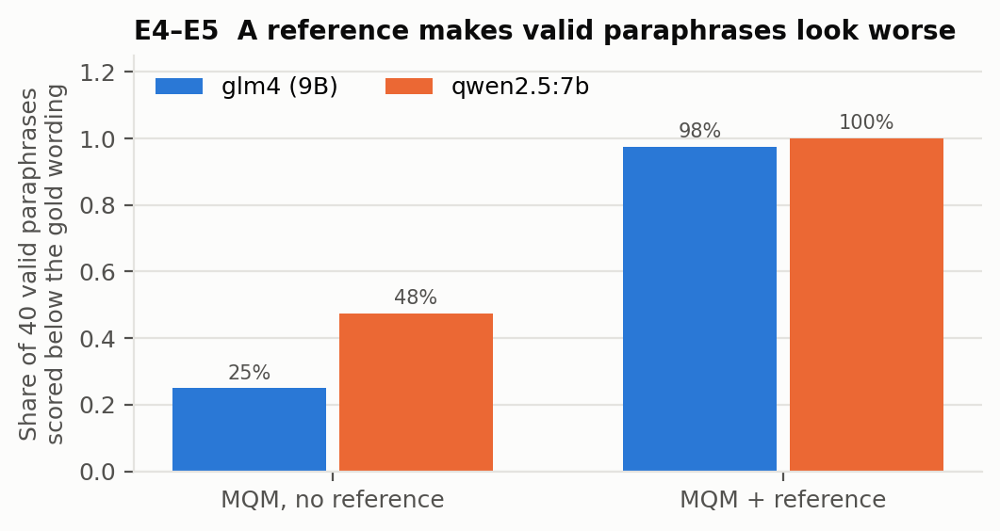 E4–E5  A reference makes valid paraphrases look worse
glm4 (9B)
qwen2.5:7b
Share of 40 valid paraphrases
scored below the gold wording
1.2
1.0
0.8
0.6
0.4
0.2
0.0
25%
48%
98%
100%
MQM, no reference
MQM + reference